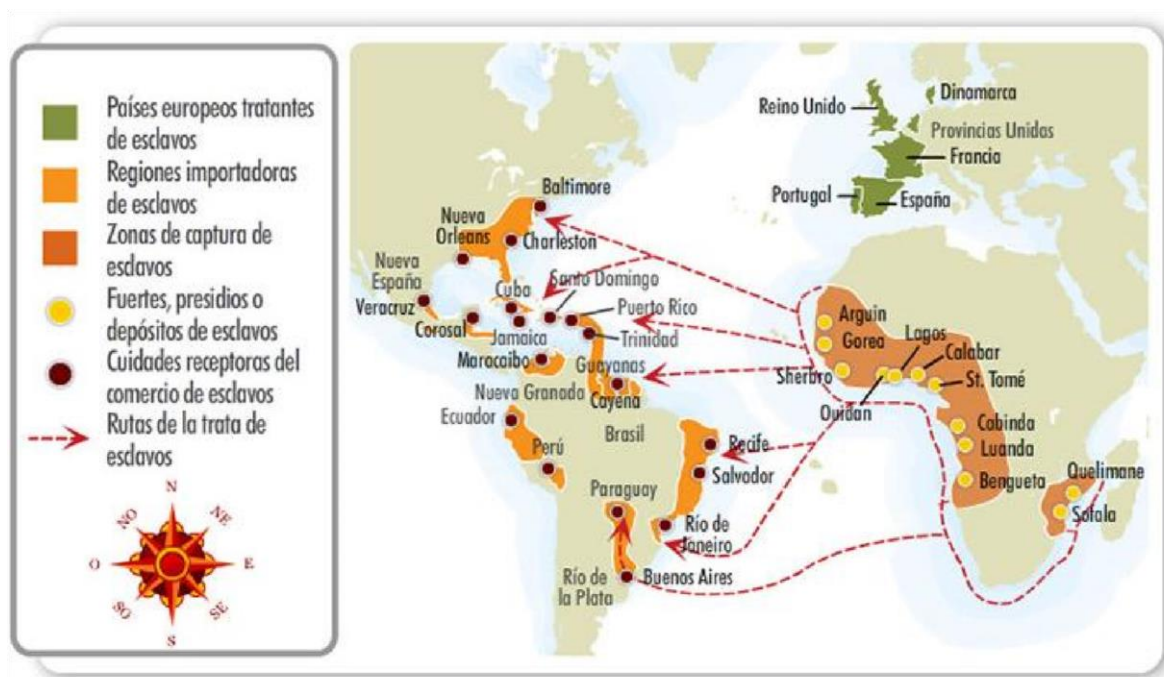 Países europeos tratantes
de esclavos
Regiones importadoras
de esclavos
Zonas de captura de
esclavos
Fuertes, presidios o
depósitos de esclavos
Cuidades receptoras del
comercio de esclavos
Rutas de la trata de
esclavos
N
NO
NE
O
E
SO
SE
S
Reino Unido
Dinamarca
Provincias Unidas
Francia
Portugal
España
Baltimore
Nueva
Orleans
Charleston
Nueva
España
Veracruz
Cuba
Santo Domingo
Puerto Rico
Corosal
Jamaica
Trinidad
Maracaibo
Guayanas
Nueva Granada
Cayena
Ecuador
Brasil
Perú
Recife
Salvador
Paraguay
Río de
Janeiro
Río de
la Plata
Buenos Aires
Arguin
Gorea
Lagos
Calabar
Sherbro
St. Tomé
Ouidan
Cabinda
Luanda
Bengueta
Quelimane
Sofala